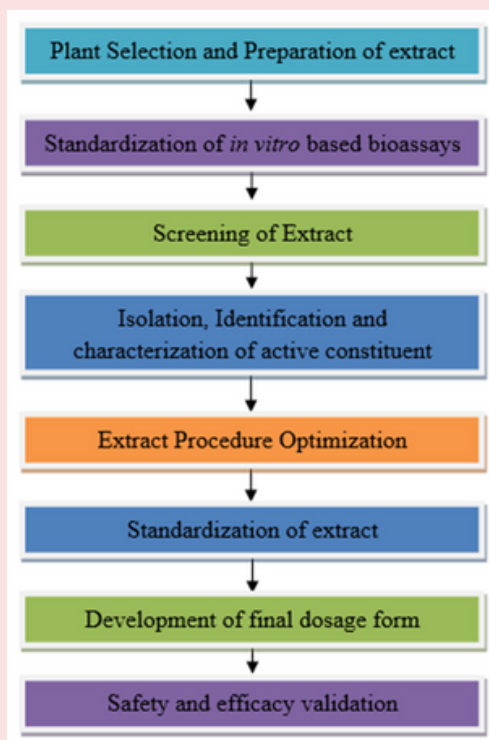 Plant Selection and Preparation of extract
Standardization of in vitro based bioassays
Screening of Extract
Isolation, Identification and
characterization of active constituent
Extract Procedure Optimization
Standardization of extract
Development of final dosage form
Safety and efficacy validation